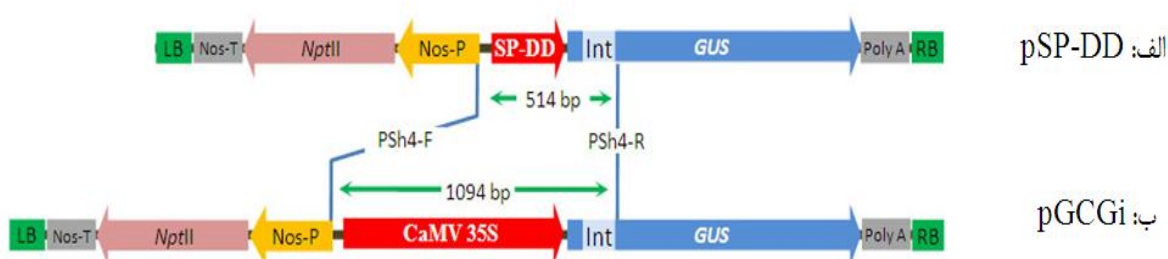 LB Nos-T NptII Nos-P SP-DD Int GUS Poly A RB
الف: pSP-DD
514 bp
PSh4-F PSh4-R
1094 bp
ب: pGCGi
LB Nos-T NptII Nos-P CaMV 35S Int GUS Poly A RB